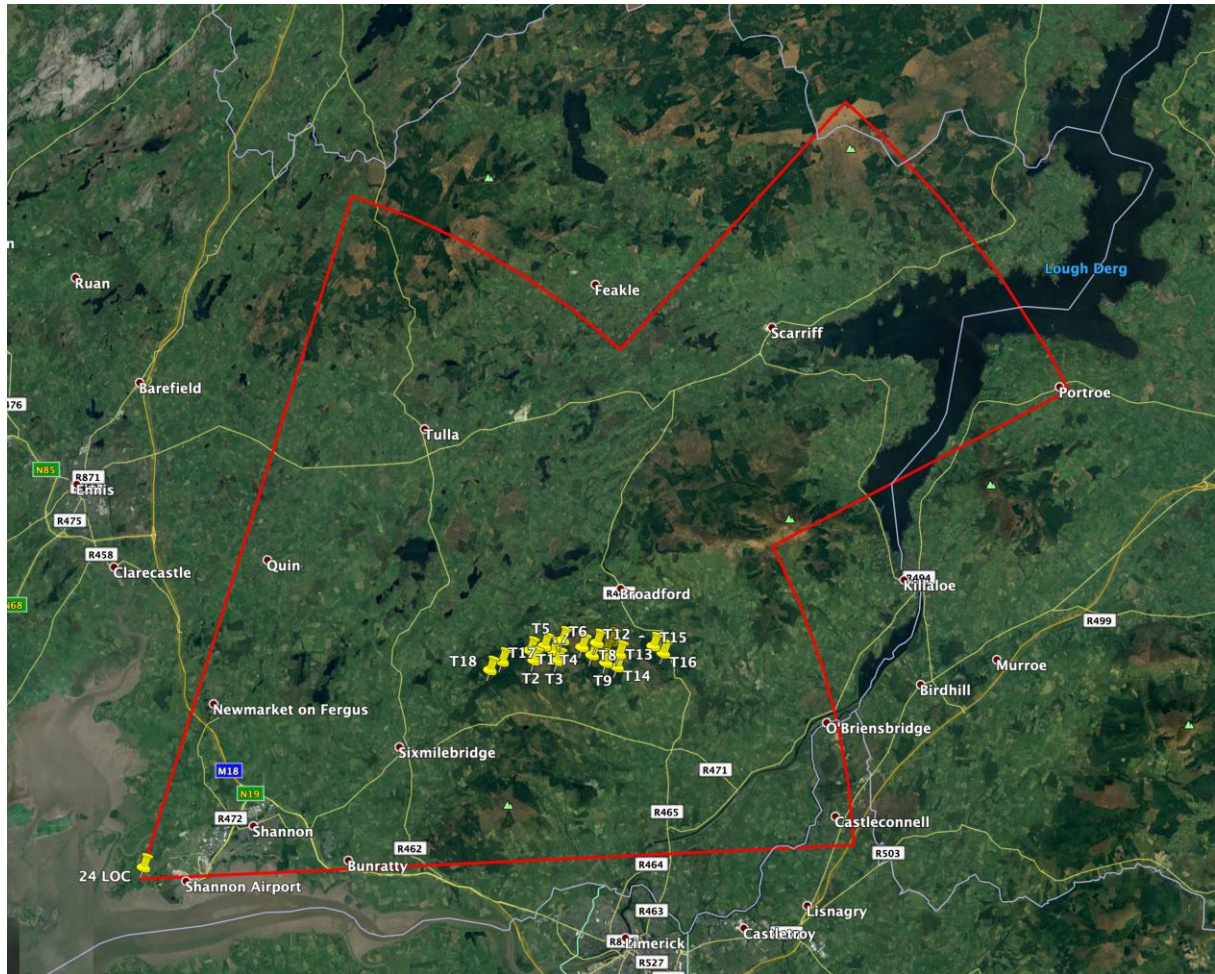 Lough Derg
n
Ruan
Feakle
Scarriff
Barefield
Portroe
476
Tulla
N85
R871
Ennis
R475
R458
Clarecastle
Quin
N68
Killaloe
Broadford
R499
T5
T6
T12
T15
T17
T1
T4
T8
T13
T16
T18
T2
T3
T9
T14
Murroe
Birdhill
Newmarket on Fergus
O'Briensbridge
Sixmilebridge
M18
R471
N19
R472
Shannon
R465
Castleconnell
R462
Bunratty
R464
R503
24 LOC
Shannon Airport
R463
Lisnagry
Limerick
Castletroy
R527